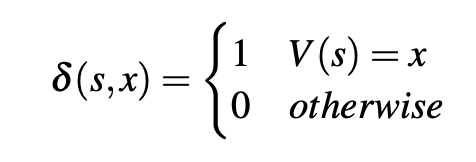 δ(s,x) = { 1 V(s) = x
0 otherwise